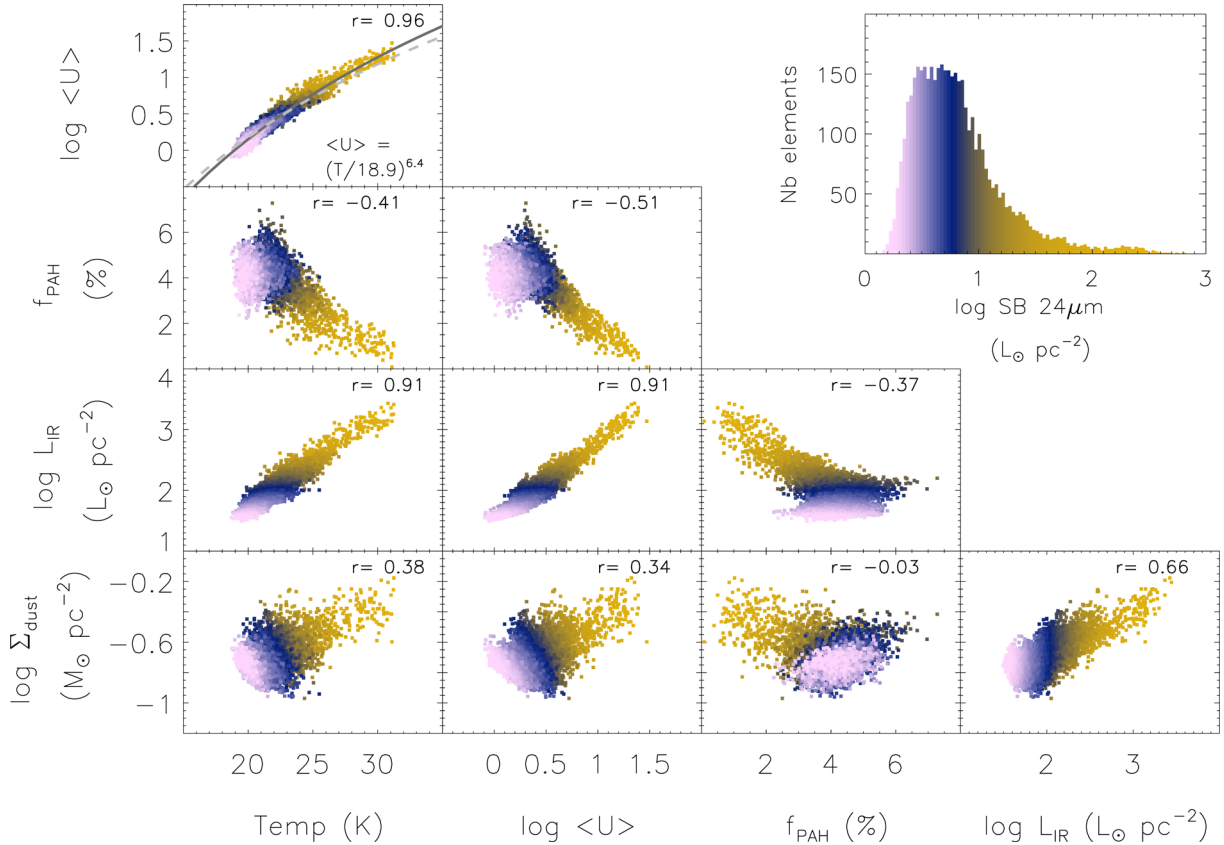 r= 0.96
1.5
1
0.5
0
log <U>
<U> =
(T/18.9)^6.4
150
100
50
Nb elements
0 1 2 3
log SB 24μm
(L⊙ pc⁻²)
r= −0.41
r= −0.51
6
4
2
f_PAH
(%)
r= 0.91
r= 0.91
r= −0.37
4
3
2
1
log L_IR
(L⊙ pc⁻²)
r= 0.38
r= 0.34
r= −0.03
r= 0.66
−0.2
−0.6
−1
log Σ_dust
(M⊙ pc⁻²)
20 25 30
0 0.5 1 1.5
2 4 6
2 3
Temp (K)
log <U>
f_PAH (%)
log L_IR (L⊙ pc⁻²)